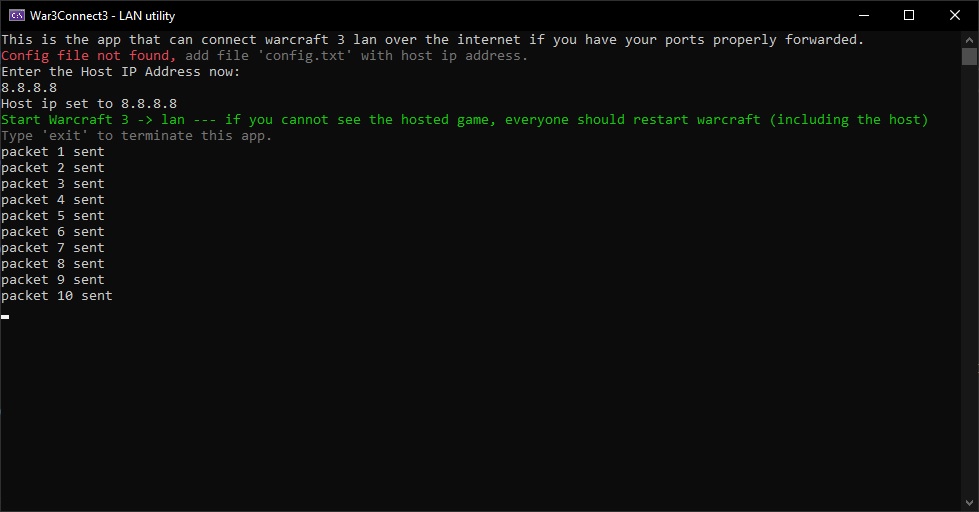 War3Connect3 - LAN utility
This is the app that can connect warcraft 3 lan over the internet if you have your ports properly forwarded.
Config file not found, add file 'config.txt' with host ip address.
Enter the Host IP Address now:
8.8.8.8
Host ip set to 8.8.8.8
Start Warcraft 3 -> lan --- if you cannot see the hosted game, everyone should restart warcraft (including the host)
Type 'exit' to terminate this app.
packet 1 sent
packet 2 sent
packet 3 sent
packet 4 sent
packet 5 sent
packet 6 sent
packet 7 sent
packet 8 sent
packet 9 sent
packet 10 sent